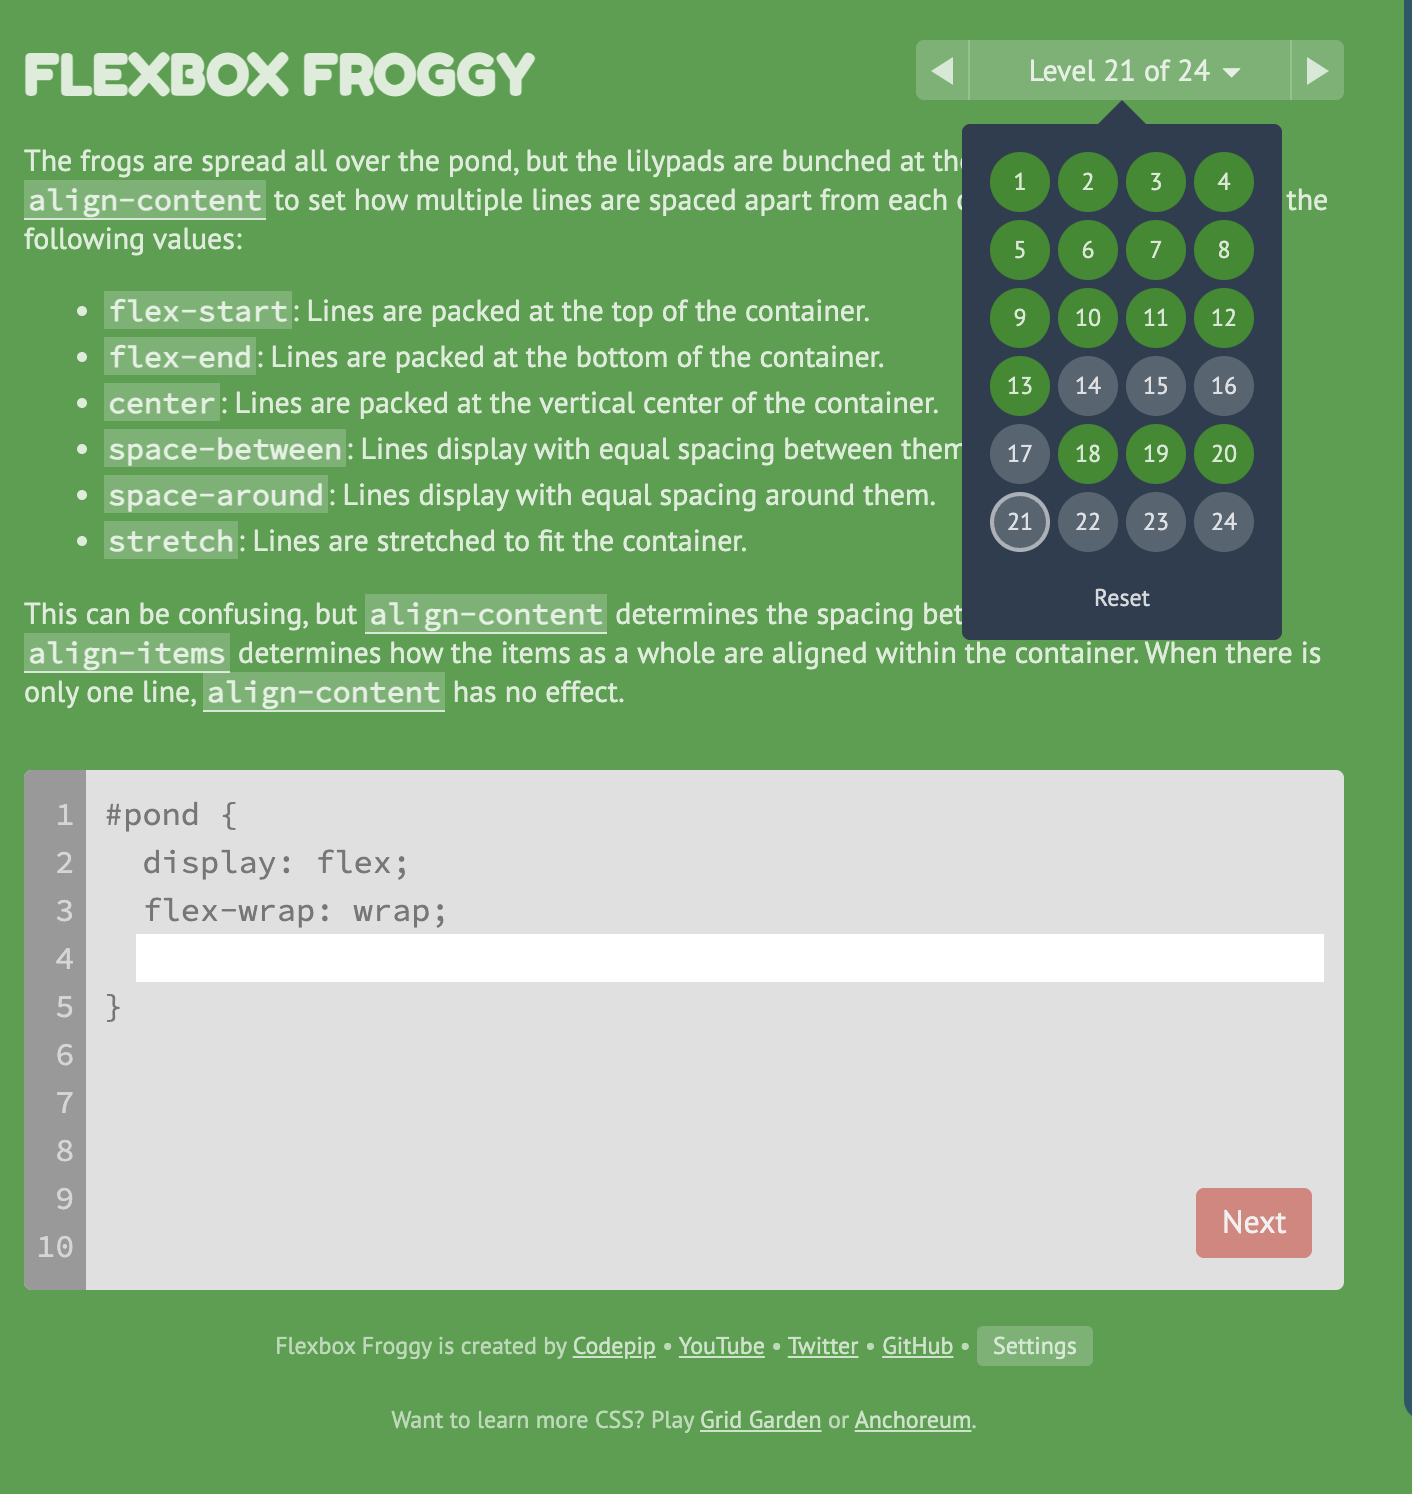 FLEXBOX FROGGY
Level 21 of 24
The frogs are spread all over the pond, but the lilypads are bunched at
align-content to set how multiple lines are spaced apart from each the
following values:
• flex-start: Lines are packed at the top of the container.
• flex-end: Lines are packed at the bottom of the container.
• center: Lines are packed at the vertical center of the container.
• space-between: Lines display with equal spacing between them
• space-around: Lines display with equal spacing around them.
• stretch: Lines are stretched to fit the container.
This can be confusing, but align-content determines the spacing
align-items determines how the items as a whole are aligned within the container. When there is
only one line, align-content has no effect.
1 2 3 4
5 6 7 8
9 10 11 12
13 14 15 16
17 18 19 20
21 22 23 24
Reset
1 #pond {
2 display: flex;
3 flex-wrap: wrap;
4
5 }
6
7
8
9
10
Next
Flexbox Froggy is created by Codepip • YouTube • Twitter • GitHub • Settings
Want to learn more CSS? Play Grid Garden or Anchoreum.